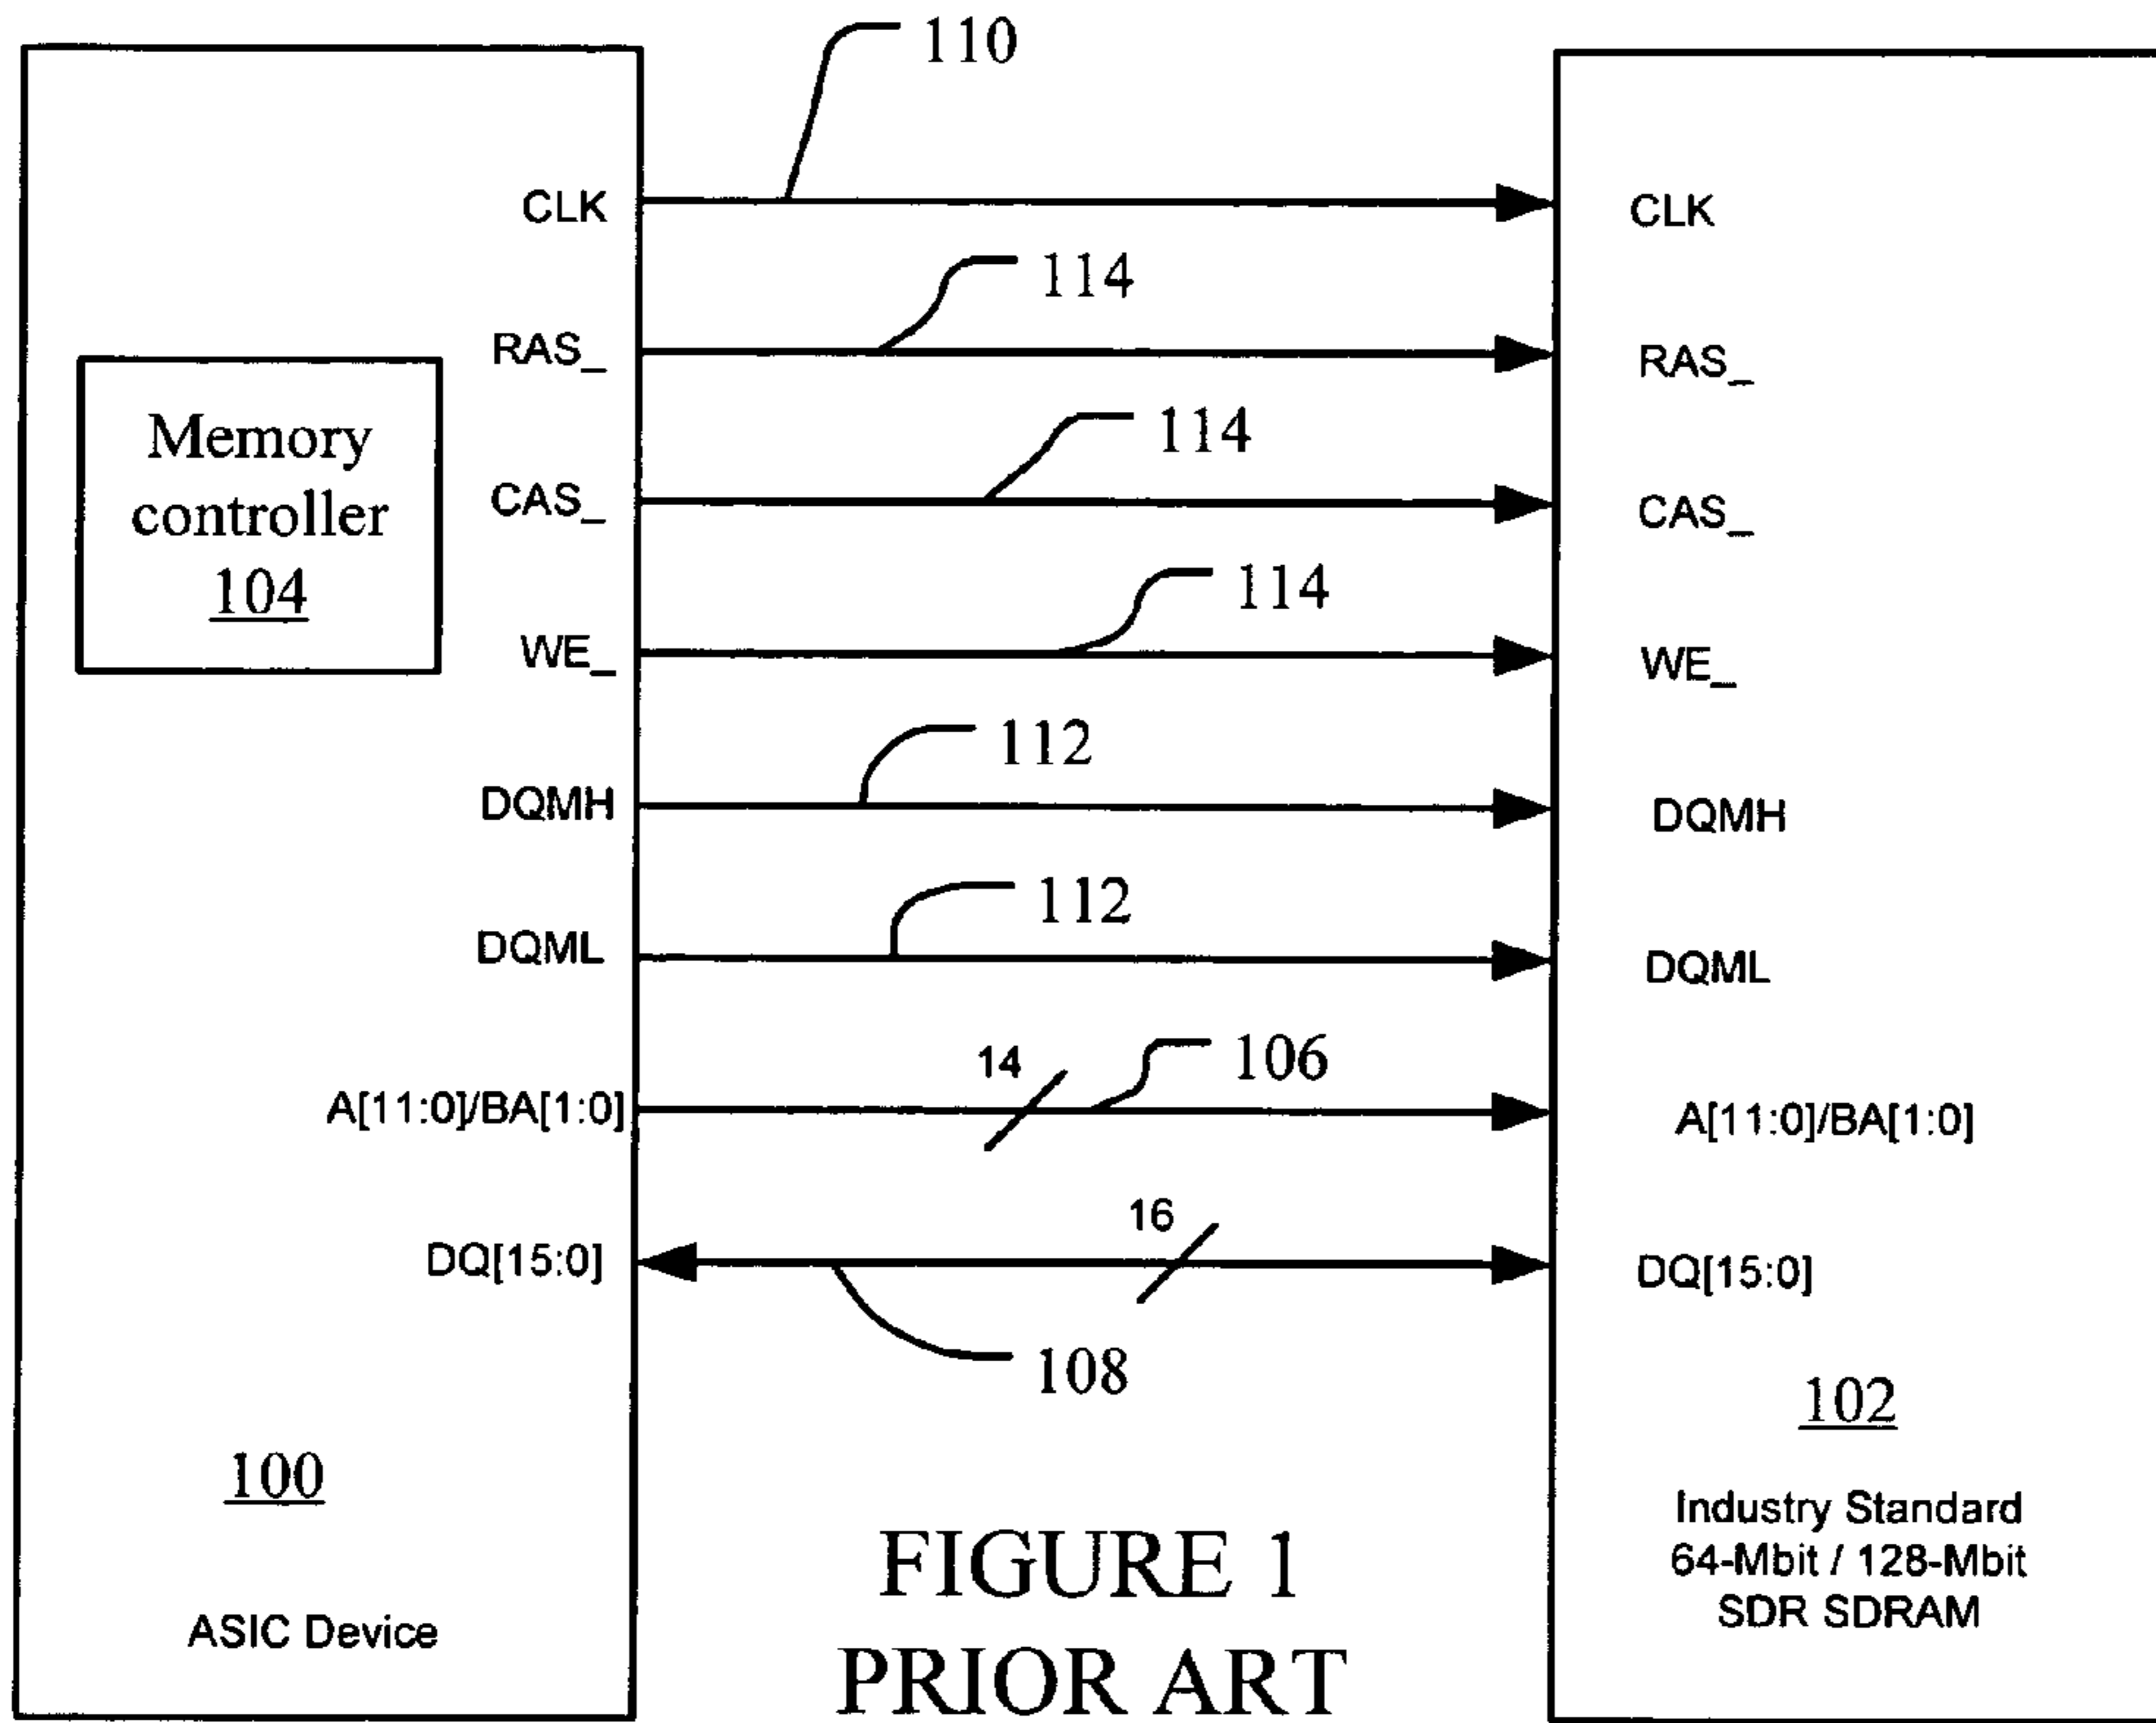 110
CLK
CLK
114
RAS_
RAS_
114
Memory
controller
104
CAS_
CAS_
114
WE_
WE_
112
DQMH
DQMH
112
DQML
DQML
14
106
A[11:0]/BA[1:0]
A[11:0]/BA[1:0]
16
DQ[15:0]
DQ[15:0]
108
100
ASIC Device
102
Industry Standard
64-Mbit / 128-Mbit
SDR SDRAM
FIGURE 1
PRIOR ART